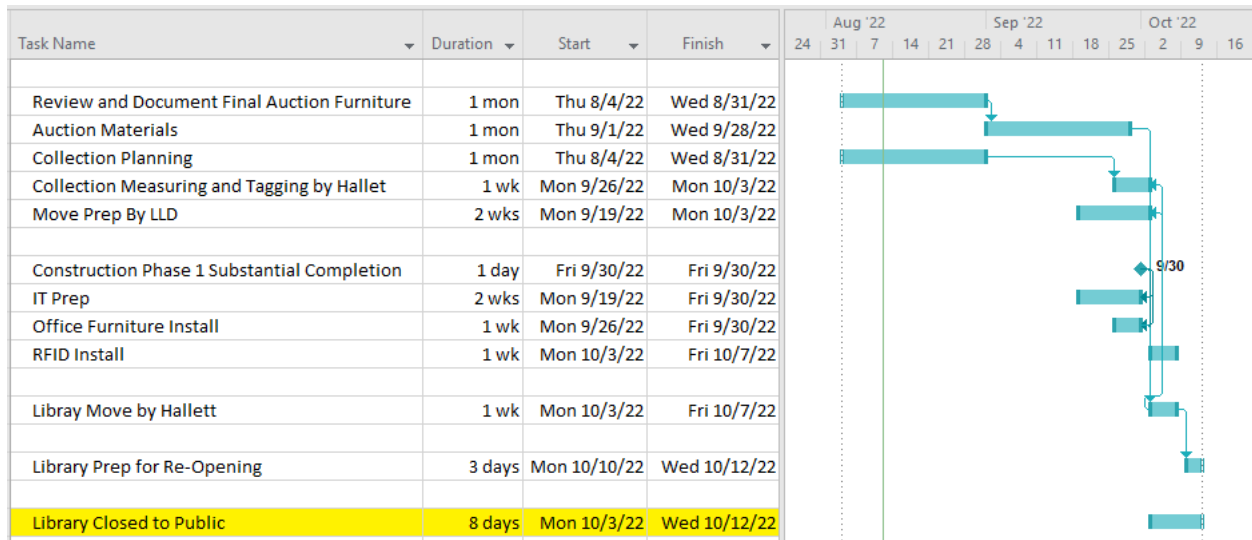 Aug '22 Sep '22 Oct '22
Task Name Duration Start Finish 24 31 7 14 21 28 4 11 18 25 2 9 16
Review and Document Final Auction Furniture 1 mon Thu 8/4/22 Wed 8/31/22
Auction Materials 1 mon Thu 9/1/22 Wed 9/28/22
Collection Planning 1 mon Thu 8/4/22 Wed 8/31/22
Collection Measuring and Tagging by Hallet 1 wk Mon 9/26/22 Mon 10/3/22
Move Prep By LLD 2 wks Mon 9/19/22 Mon 10/3/22
Construction Phase 1 Substantial Completion 1 day Fri 9/30/22 Fri 9/30/22 9/30
IT Prep 2 wks Mon 9/19/22 Fri 9/30/22
Office Furniture Install 1 wk Mon 9/26/22 Fri 9/30/22
RFID Install 1 wk Mon 10/3/22 Fri 10/7/22
Libray Move by Hallett 1 wk Mon 10/3/22 Fri 10/7/22
Library Prep for Re-Opening 3 days Mon 10/10/22 Wed 10/12/22
Library Closed to Public 8 days Mon 10/3/22 Wed 10/12/22